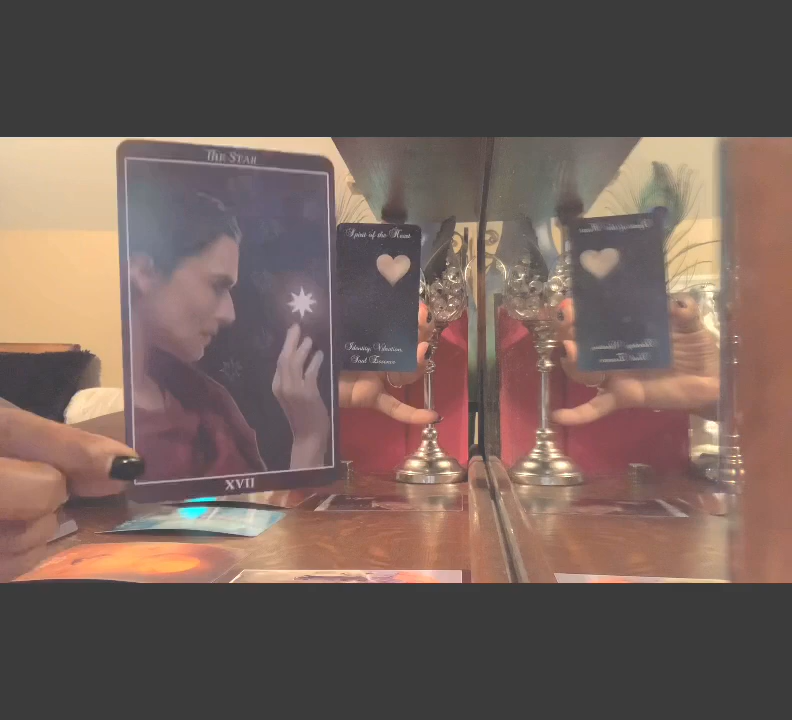 THE STAR
XVII
Spirit of the Heart
Identity, Vibration,
Soul Essence